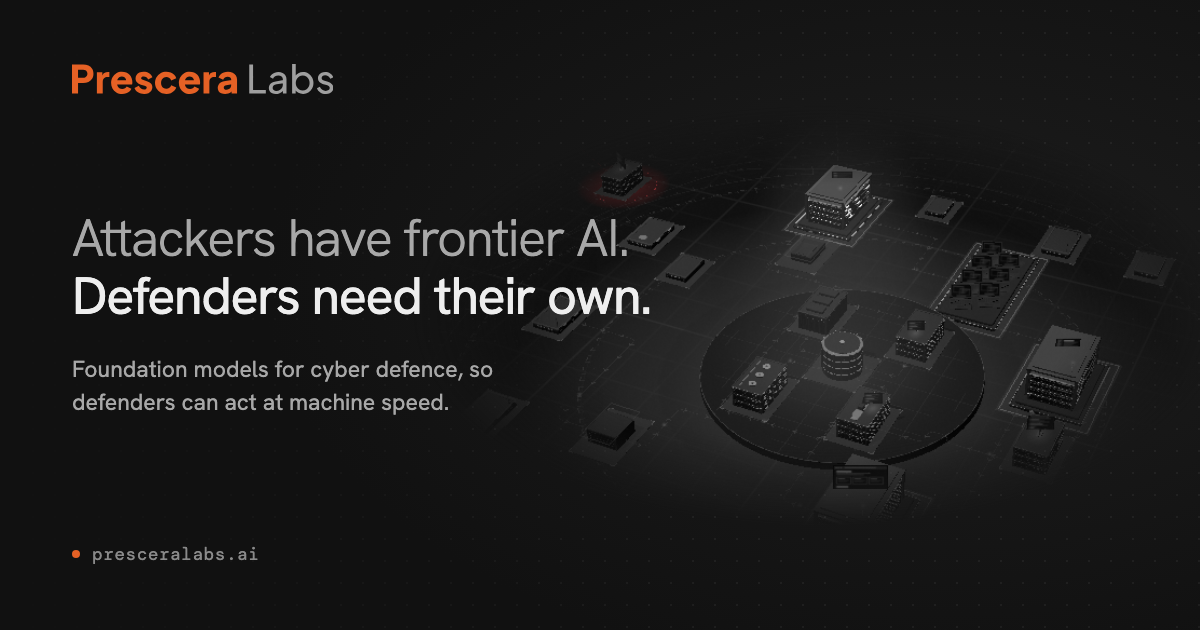 Prescera Labs
Attackers have frontier AI.
Defenders need their own.
Foundation models for cyber defence, so
defenders can act at machine speed.
presceralabs.ai